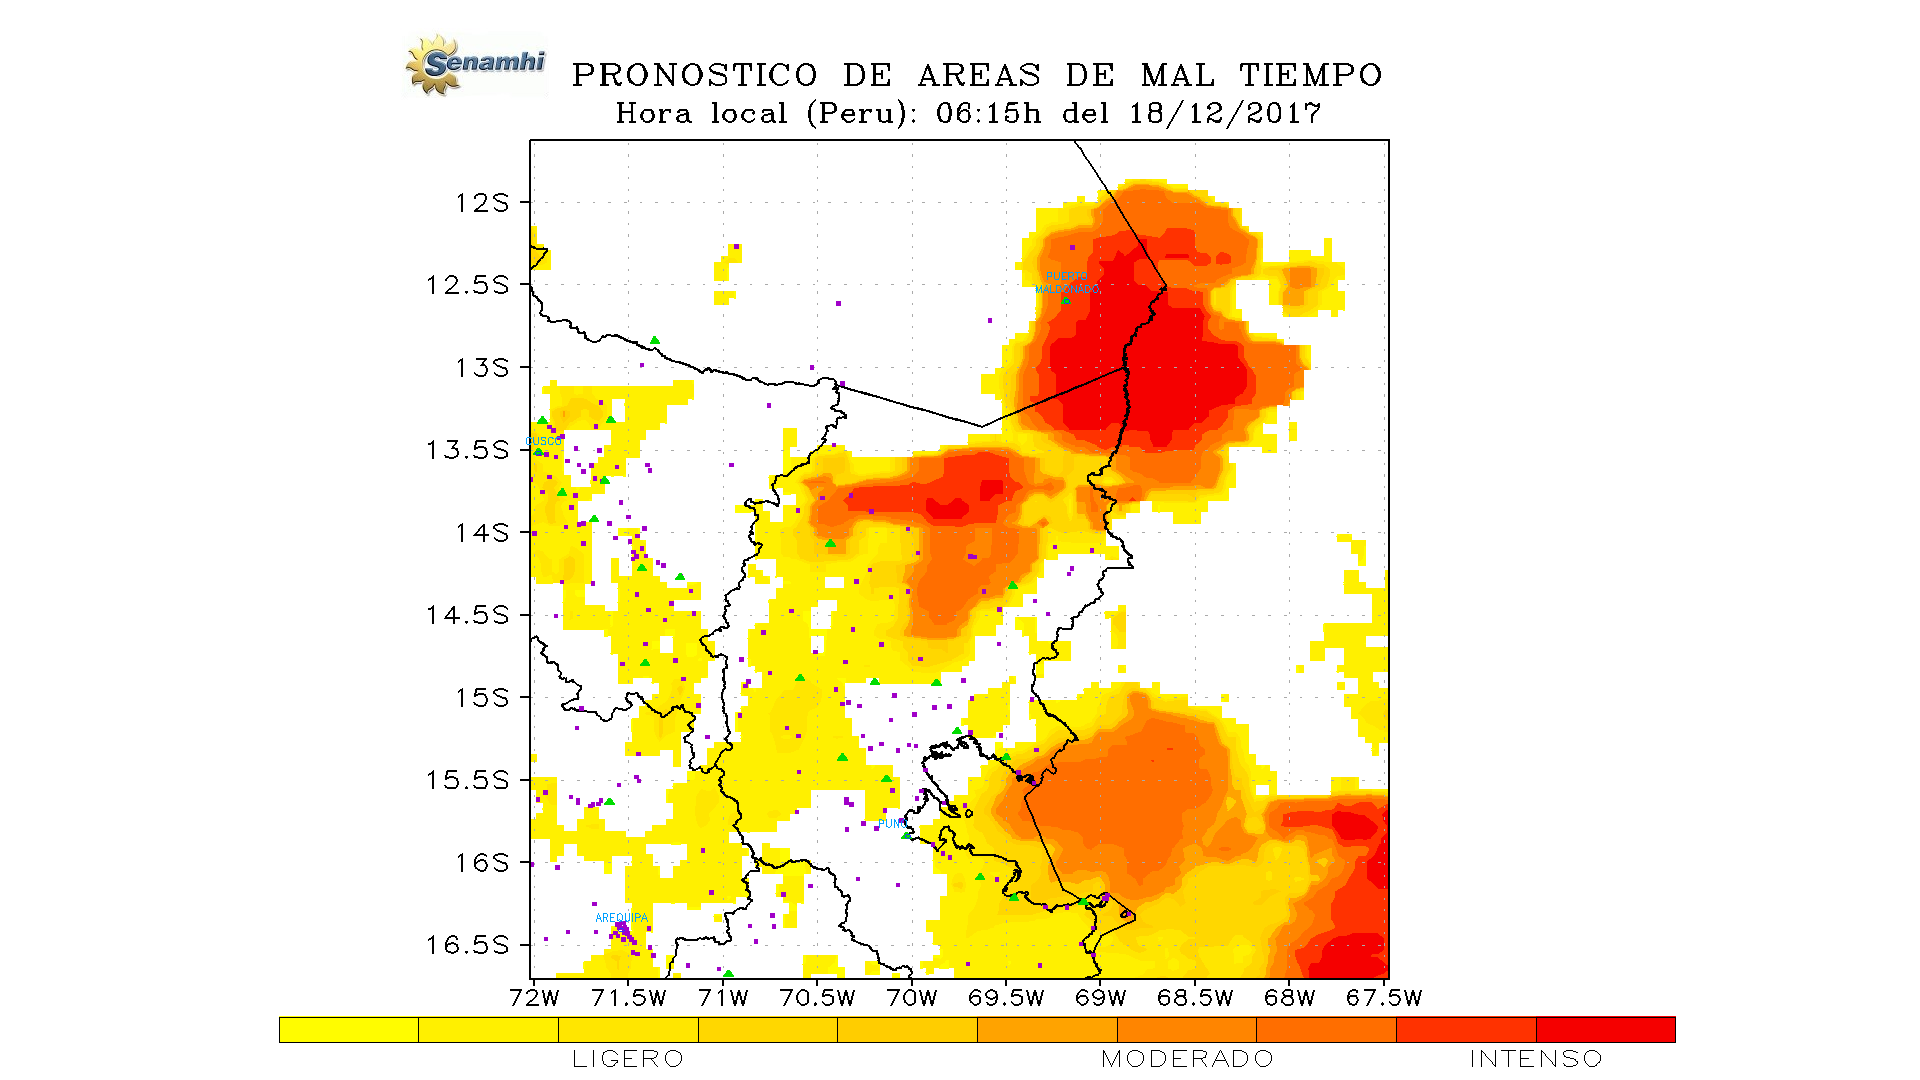 Senamhi
PRONOSTICO DE AREAS DE MAL TIEMPO
Hora local (Peru): 06:15h del 18/12/2017
12S
12.5S
13S
13.5S
14S
14.5S
15S
15.5S
16S
16.5S
PUERTO
MALDONADO
CUSCO
PUNO
AREQUIPA
72W 71.5W 71W 70.5W 70W 69.5W 69W 68.5W 68W 67.5W
LIGERO MODERADO INTENSO